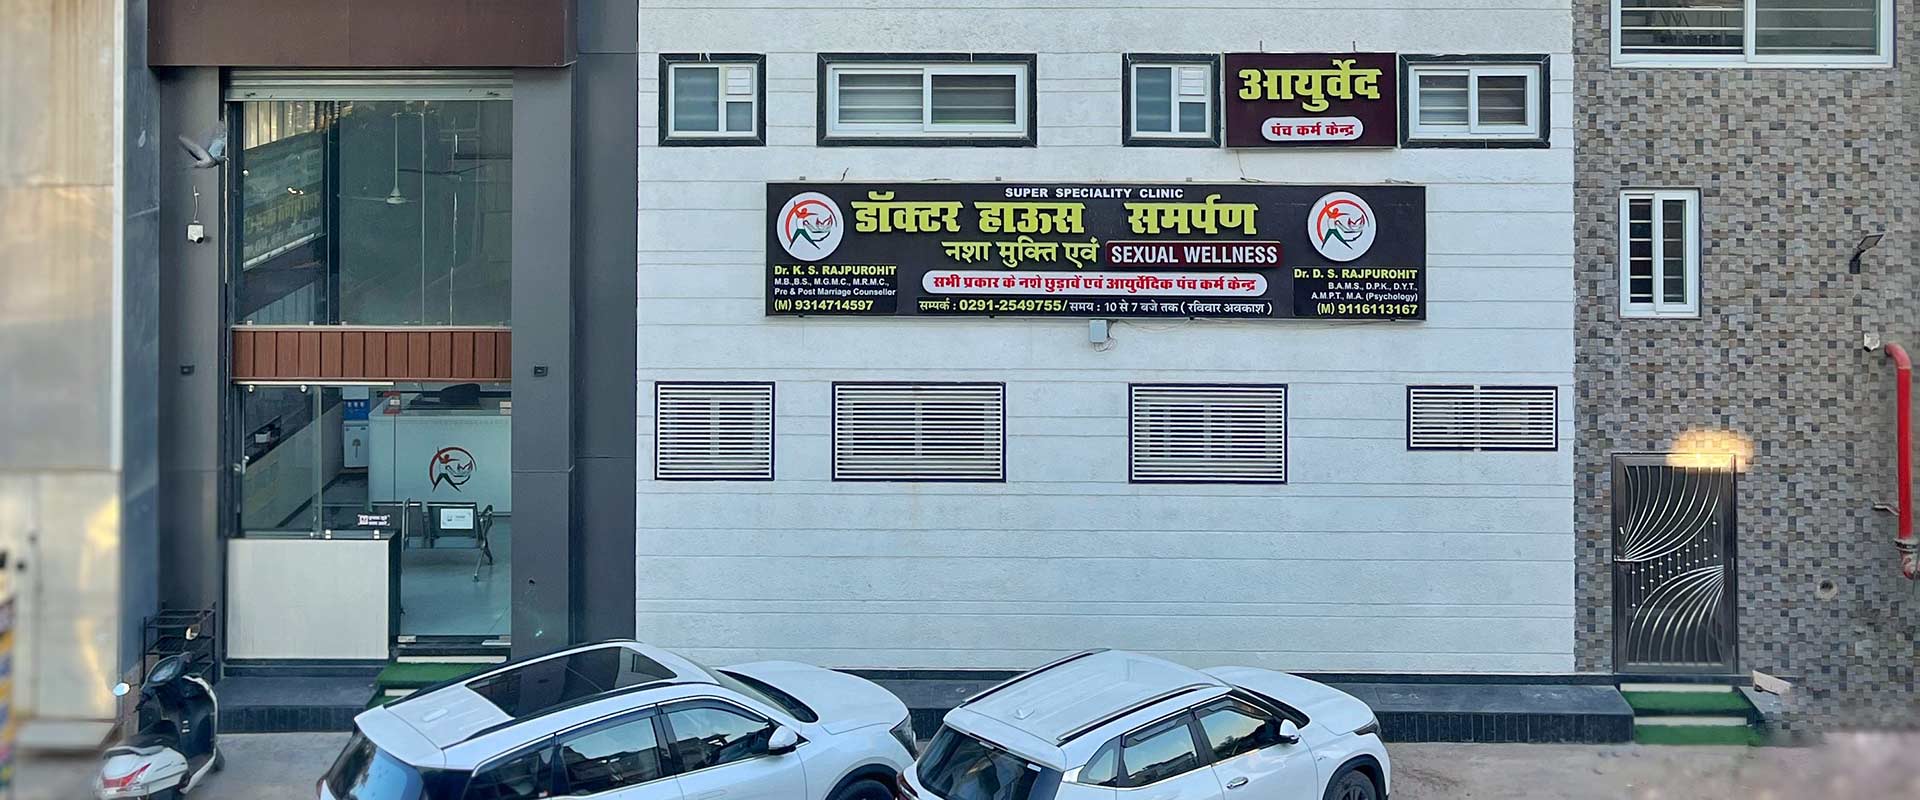 आयुर्वेद
पंच कर्म केन्द्र
SUPER SPECIALITY CLINIC
डॉक्टर हाऊस समर्पण
नशा मुक्ति एवं SEXUAL WELLNESS
सभी प्रकार के नशे छुड़ावें एवं आयुर्वेदिक पंच कर्म केन्द्र
सम्पर्क : 0291-2549755/ समय : 10 से 7 बजे तक ( रविवार अवकाश )
Dr. K. S. RAJPUROHIT
M.B.,B.S., M.G.M.C., M.R.M.C.,
Pre & Post Marriage Counsellor
(M) 9314714597
Dr. D. S. RAJPUROHIT
B.A.M.S., D.P.K., D.Y.T.,
A.M.P.T., M.A. (Psychology)
(M) 9116113167